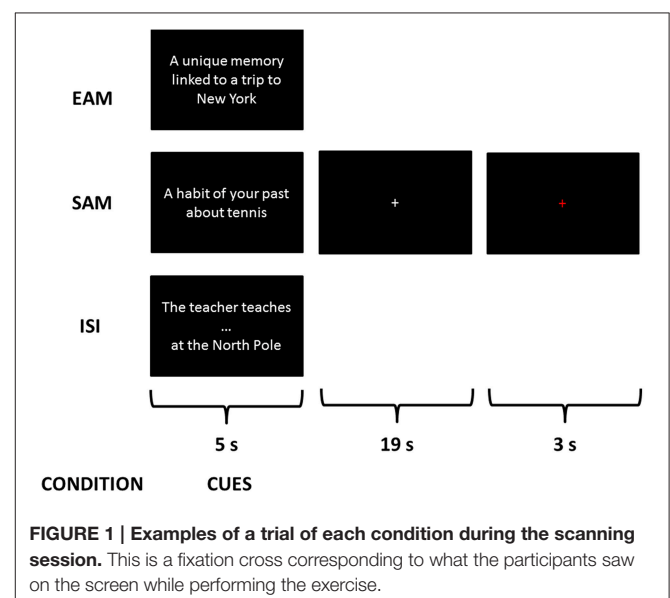 A unique memory
linked to a trip to
New York
EAM
A habit of your past
about tennis
SAM
+
+
The teacher teaches
...
at the North Pole
ISI
5 s
19 s
3 s
CONDITION
CUES
FIGURE 1 | Examples of a trial of each condition during the scanning
session. This is a fixation cross corresponding to what the participants saw
on the screen while performing the exercise.